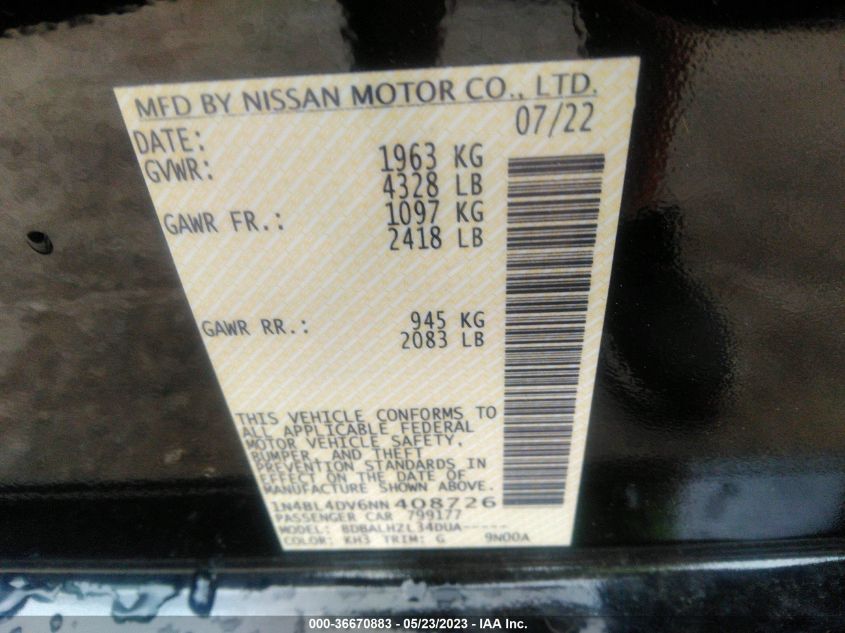 MFD BY NISSAN MOTOR CO., LTD.
DATE: 07/22
GVWR: 1963 KG
4328 LB
GAWR FR.: 1097 KG
2418 LB
GAWR RR.: 945 KG
2083 LB
THIS VEHICLE CONFORMS TO
ALL APPLICABLE FEDERAL
MOTOR VEHICLE SAFETY,
BUMPER, AND THEFT
PREVENTION STANDARDS IN
EFFECT ON THE DATE OF
MANUFACTURE SHOWN ABOVE.
1N4BL4DV6NN408726
PASSENGER CAR 799177
MODEL: BDBALHZL34DUA-----
COLOR: KH3 TRIM: G 9N00A
000-36670883 - 05/23/2023 - IAA Inc.